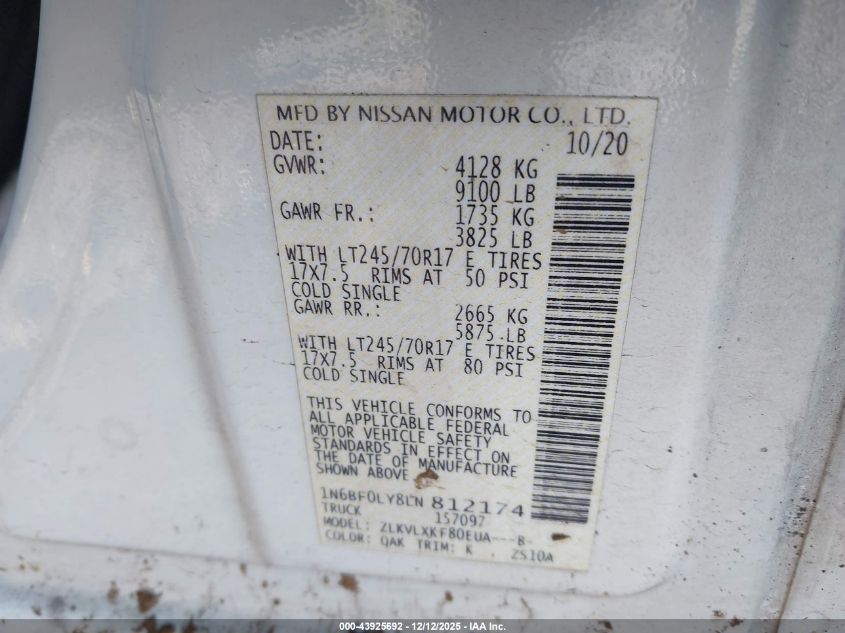 MFD BY NISSAN MOTOR CO., LTD.
DATE: 10/20
GVWR: 4128 KG
9100 LB
GAWR FR.: 1735 KG
3825 LB
WITH LT245/70R17 E TIRES
17X7.5 RIMS AT 50 PSI
COLD SINGLE
GAWR RR.: 2665 KG
5875 LB
WITH LT245/70R17 E TIRES
17X7.5 RIMS AT 80 PSI
COLD SINGLE
THIS VEHICLE CONFORMS TO
ALL APPLICABLE FEDERAL
MOTOR VEHICLE SAFETY
STANDARDS IN EFFECT ON
THE DATE OF MANUFACTURE
SHOWN ABOVE
1N6BF0LY8LN 812174
TRUCK 157097
MODEL: ZLKVLXKF80EUA---B-
COLOR: QAK TRIM: K 2S10A
000-43925692 - 12/12/2025 - IAA Inc.